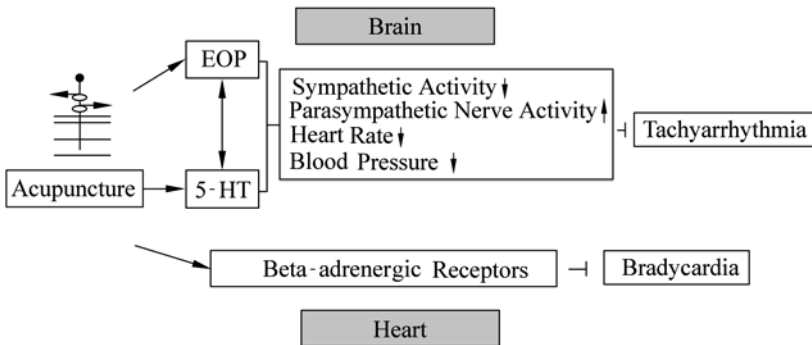 Brain
EOP
Sympathetic Activity
Parasympathetic Nerve Activity
Heart Rate
Blood Pressure
Tachyarrhythmia
Acupuncture
5-HT
Beta-adrenergic Receptors
Bradycardia
Heart